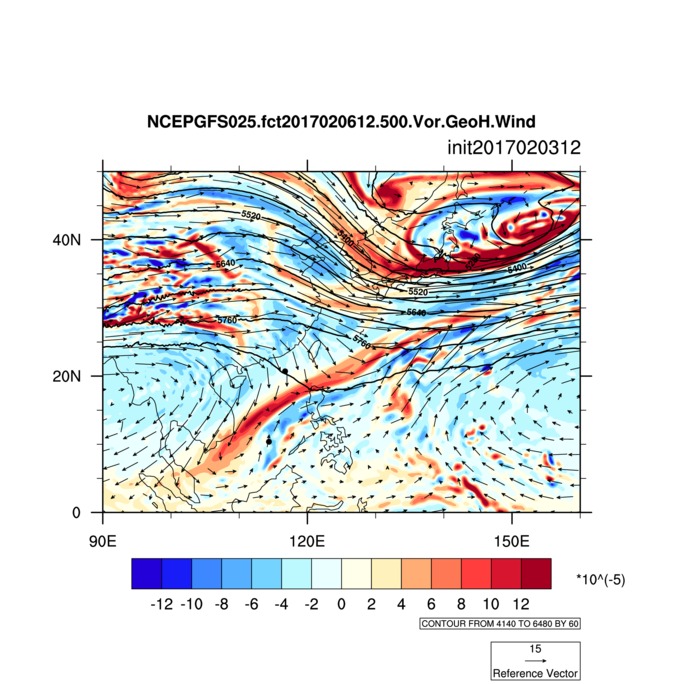 NCEPGFS025.fct2017020612.500.Vor.GeoH.Wind
init2017020312
40N
20N
0
5520
5400
5640
5760
5400
5520
5640
5760
90E
120E
150E
-12 -10 -8 -6 -4 -2 0 2 4 6 8 10 12
*10^(-5)
CONTOUR FROM 4140 TO 6480 BY 60
15
Reference Vector